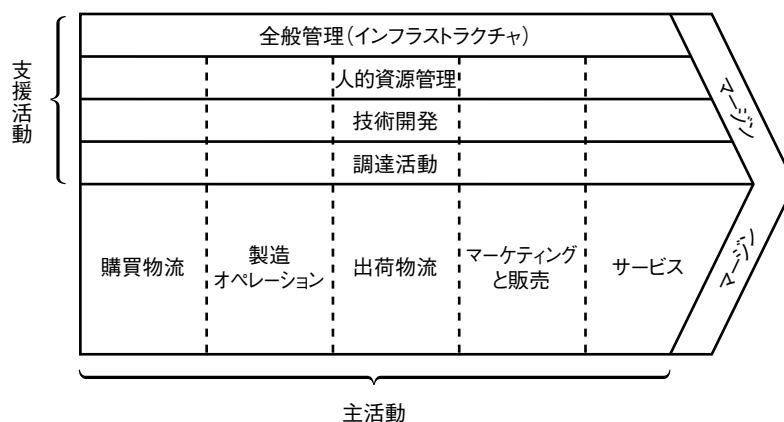 全般管理(インフラストラクチャ)
支援活動
人的資源管理
技術開発
調達活動
マージン
購買物流
製造
オペレーション
出荷物流
マーケティング
と販売
サービス
マージン
主活動